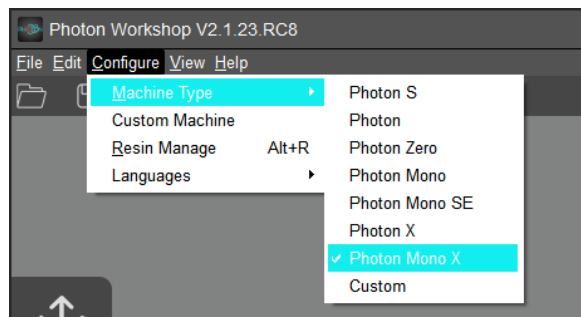 Photon Workshop V2.1.23.RC8
File Edit Configure View Help
Machine Type
Custom Machine
Resin Manage Alt+R
Languages
Photon S
Photon
Photon Zero
Photon Mono
Photon Mono SE
Photon X
Photon Mono X
Custom